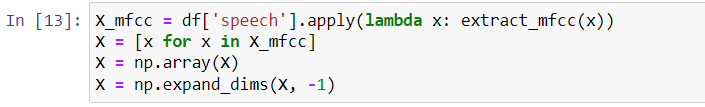 In [13]: X_mfcc = df['speech'].apply(lambda x: extract_mfcc(x))
X = [x for x in X_mfcc]
X = np.array(X)
X = np.expand_dims(X, -1)